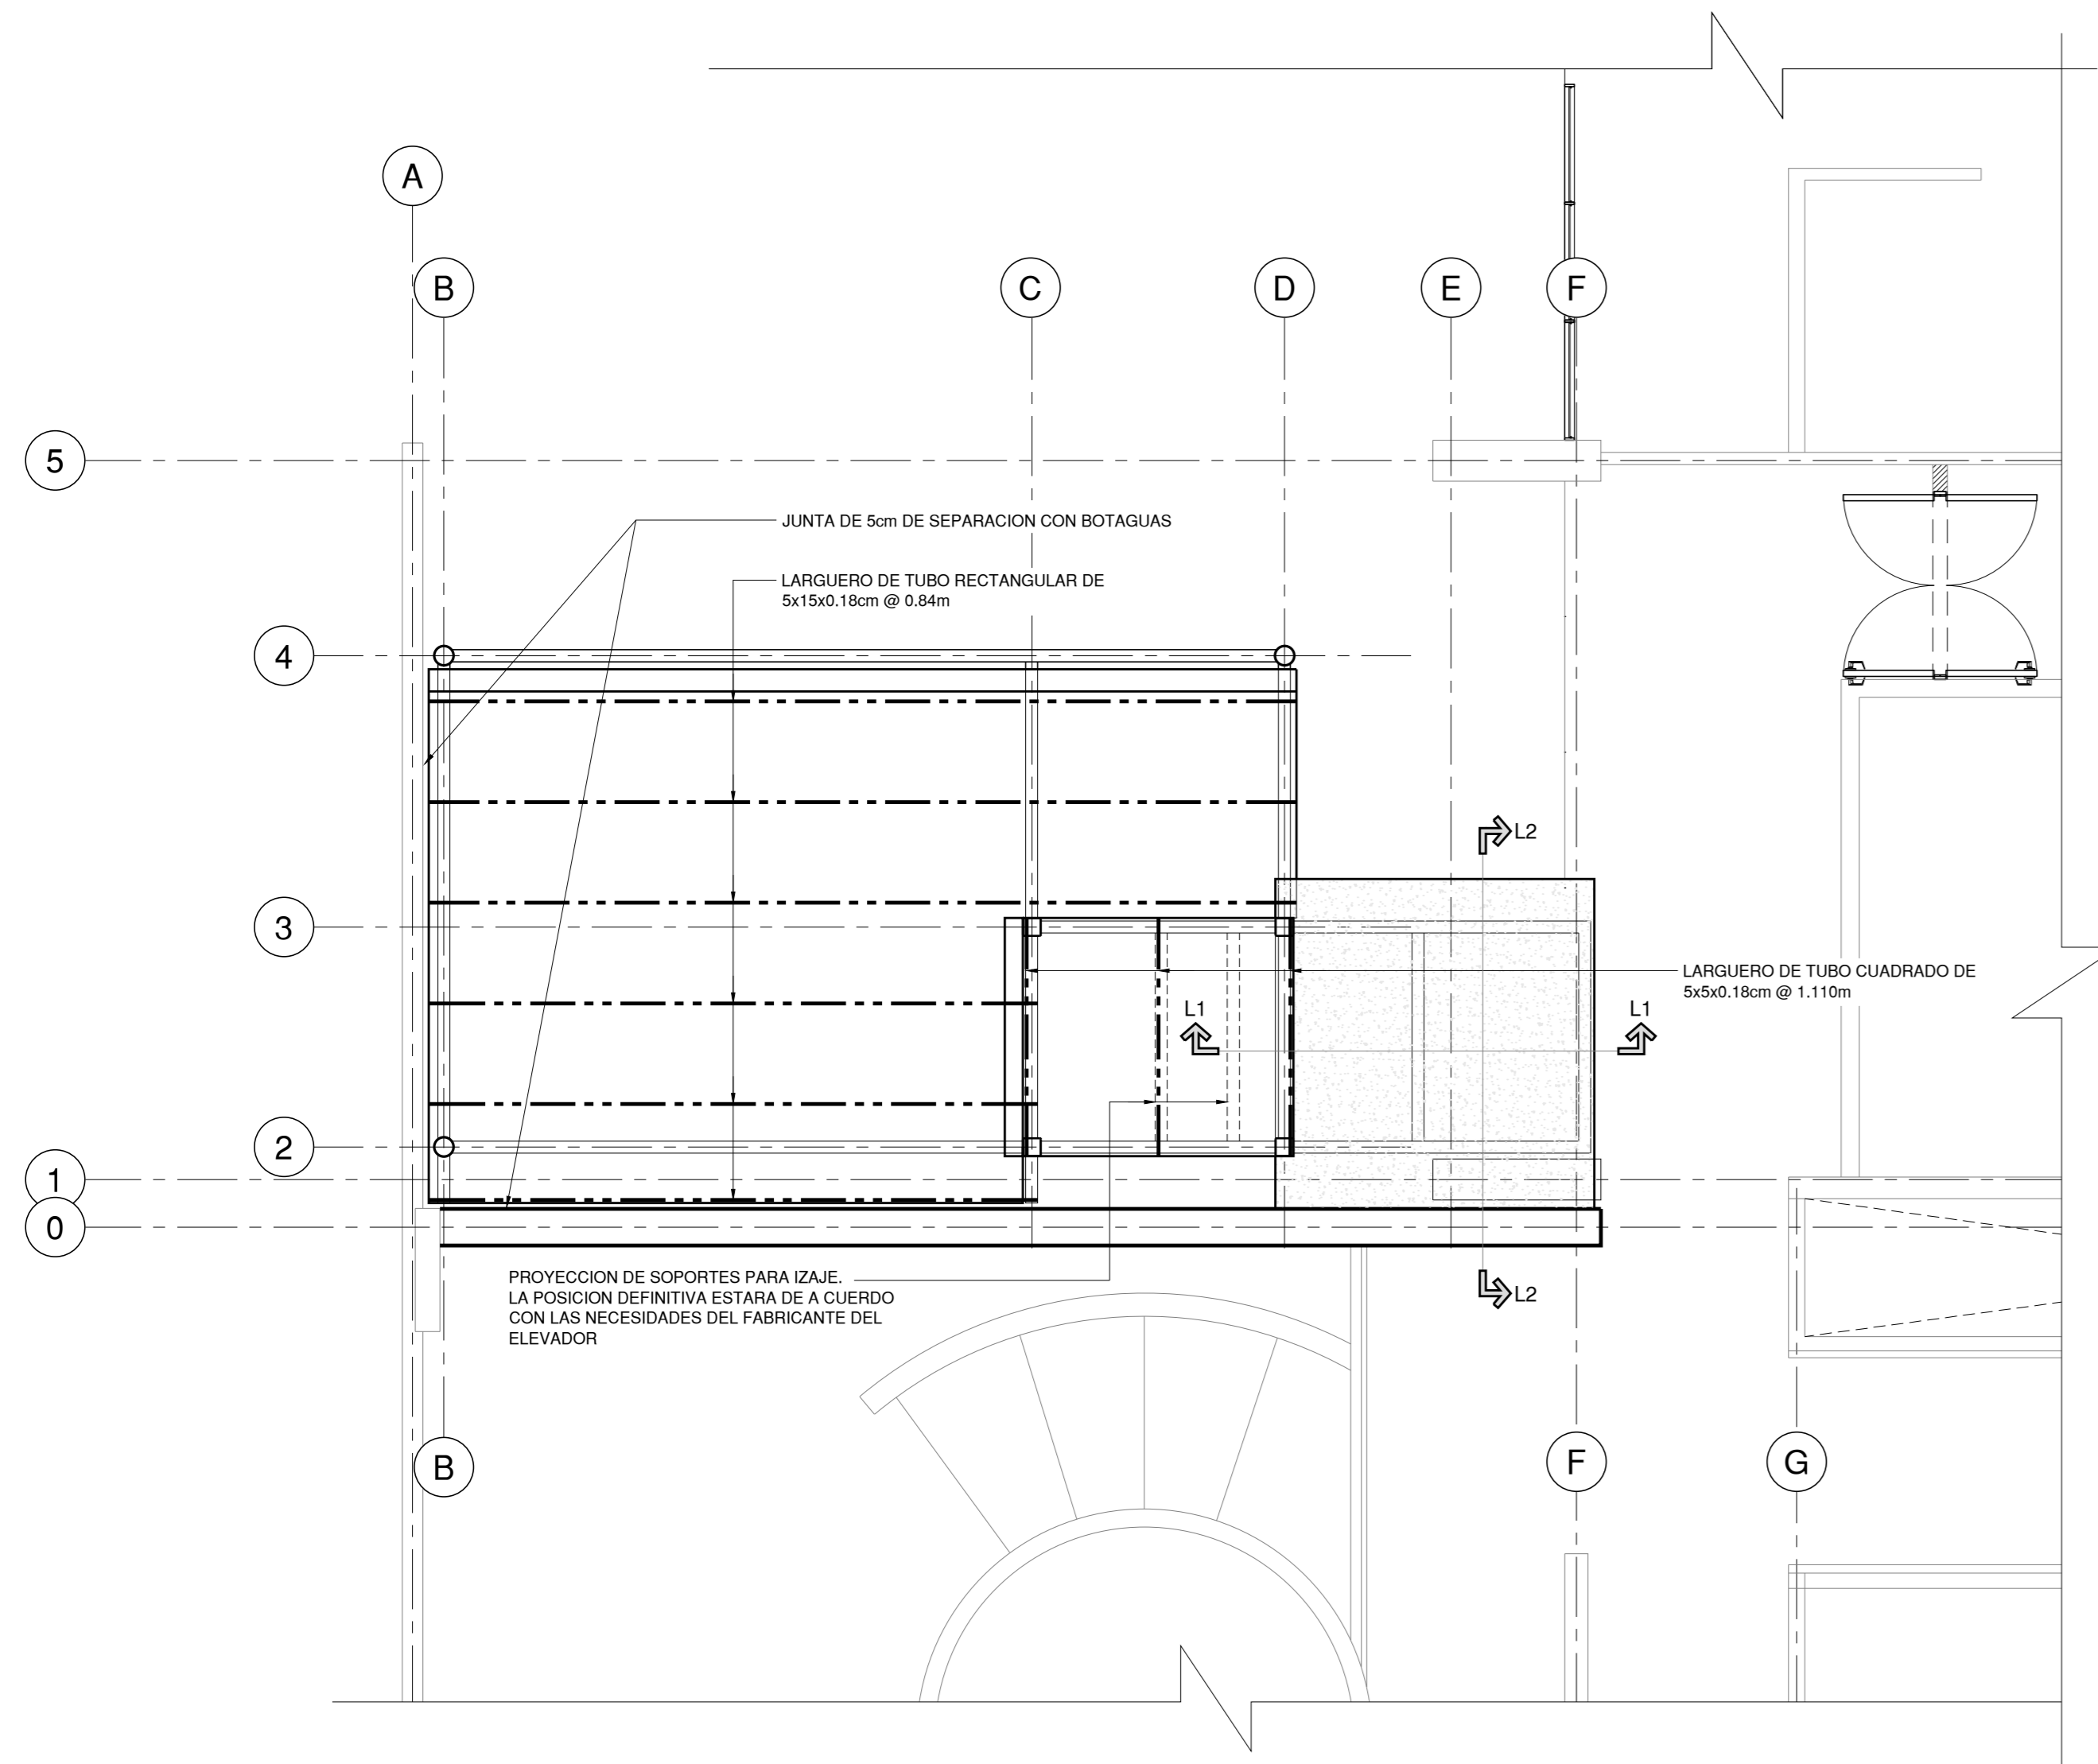 A
B
C
D
E
F
5
JUNTA DE 5cm DE SEPARACION CON BOTAGUAS
LARGUERO DE TUBO RECTANGULAR DE
5x15x0.18cm @ 0.84m
4
L2
3
LARGUERO DE TUBO CUADRADO DE
5x5x0.18cm @ 1.110m
L1
L1
2
1
0
PROYECCION DE SOPORTES PARA IZAJE.
LA POSICION DEFINITIVA ESTARA DE A CUERDO
CON LAS NECESIDADES DEL FABRICANTE DEL
ELEVADOR
L2
B
F
G